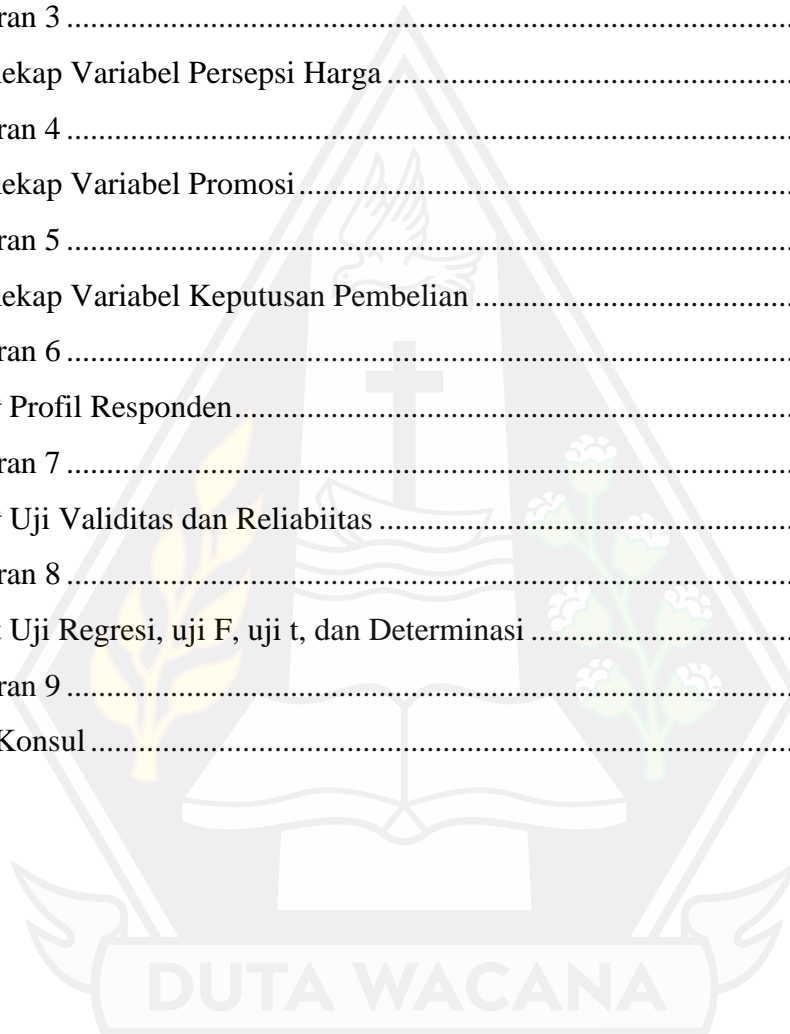 ran 3 ....................................................................................................
ekap Variabel Persepsi Harga ....................................................
ran 4 ....................................................................................................
ekap Variabel Promosi ..............................................................
ran 5 ....................................................................................................
ekap Variabel Keputusan Pembelian ........................................
ran 6 ....................................................................................................
Profil Responden .......................................................................
ran 7 ....................................................................................................
Uji Validitas dan Reliabiitas .....................................................
ran 8 ....................................................................................................
Uji Regresi, uji F, uji t, dan Determinasi .................................
ran 9 ....................................................................................................
Konsul ......................................................................................
DUTA WACANA